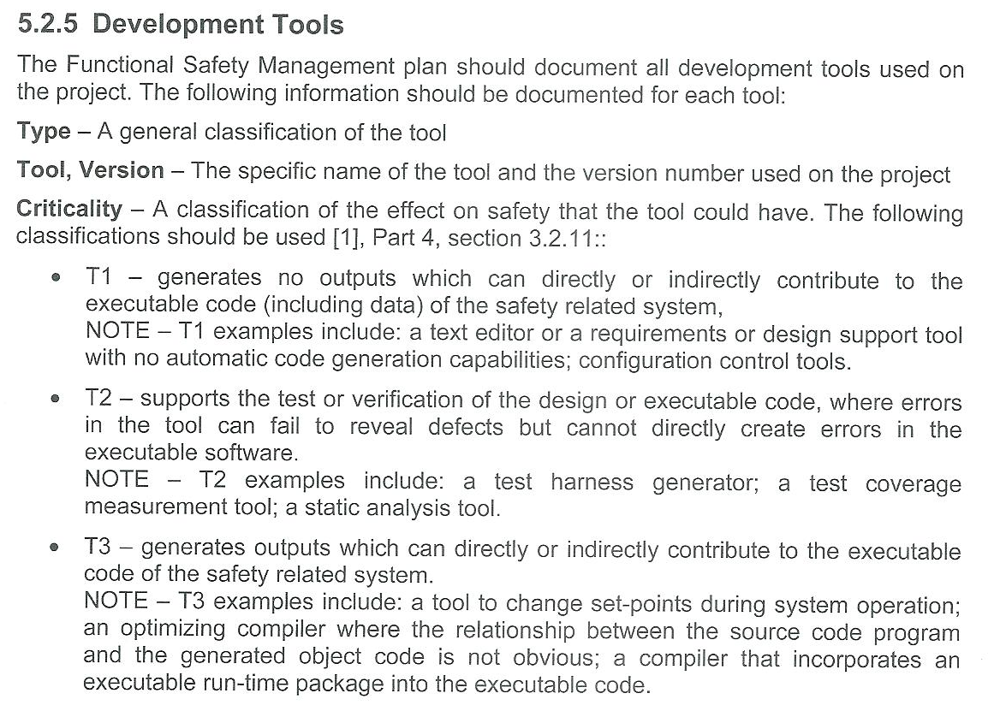 5.2.5 Development Tools
The Functional Safety Management plan should document all development tools used on
the project. The following information should be documented for each tool:
Type – A general classification of the tool
Tool, Version – The specific name of the tool and the version number used on the project
Criticality – A classification of the effect on safety that the tool could have. The following
classifications should be used [1], Part 4, section 3.2.11::
• T1 – generates no outputs which can directly or indirectly contribute to the
executable code (including data) of the safety related system,
NOTE – T1 examples include: a text editor or a requirements or design support tool
with no automatic code generation capabilities; configuration control tools.
• T2 – supports the test or verification of the design or executable code, where errors
in the tool can fail to reveal defects but cannot directly create errors in the
executable software.
NOTE – T2 examples include: a test harness generator; a test coverage
measurement tool; a static analysis tool.
• T3 – generates outputs which can directly or indirectly contribute to the executable
code of the safety related system.
NOTE – T3 examples include: a tool to change set-points during system operation;
an optimizing compiler where the relationship between the source code program
and the generated object code is not obvious; a compiler that incorporates an
executable run-time package into the executable code.